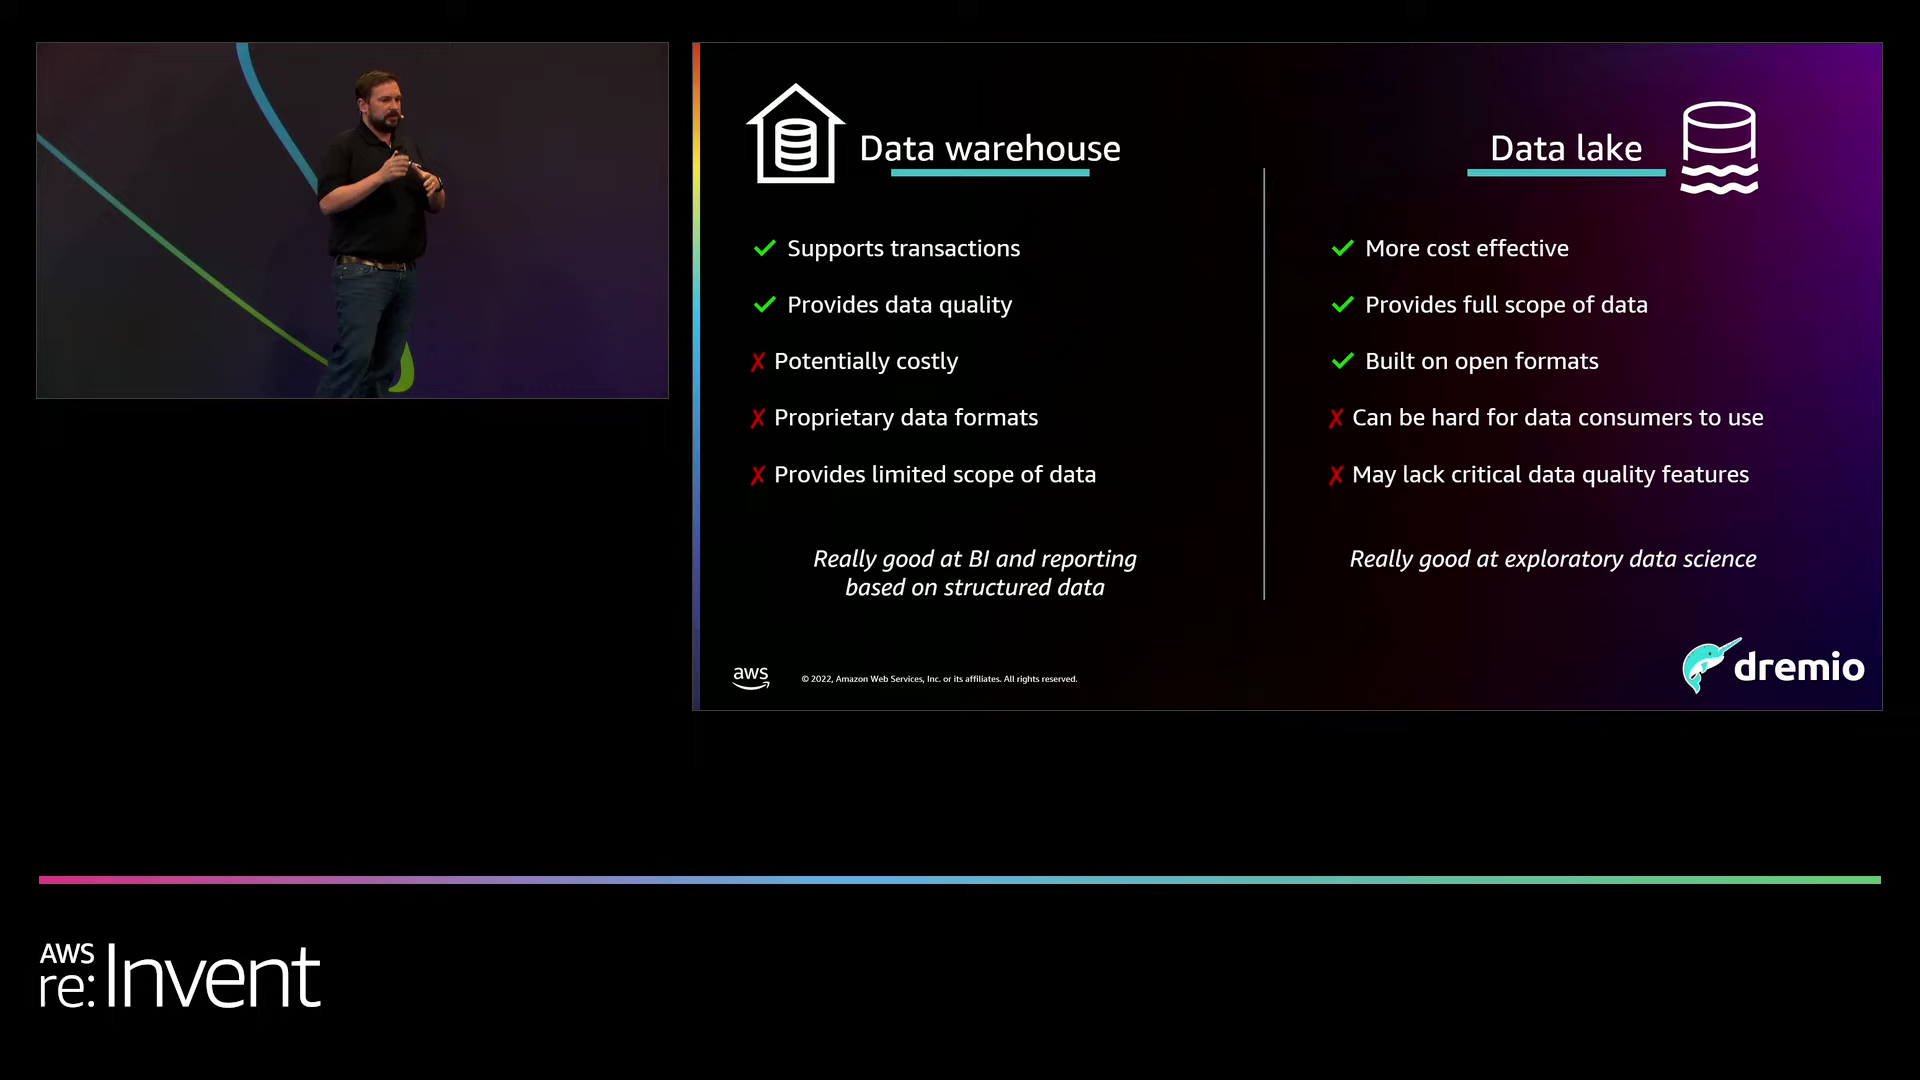 Data warehouse
✓ Supports transactions
✓ Provides data quality
✗ Potentially costly
✗ Proprietary data formats
✗ Provides limited scope of data
Really good at BI and reporting
based on structured data
Data lake
✓ More cost effective
✓ Provides full scope of data
✓ Built on open formats
✗ Can be hard for data consumers to use
✗ May lack critical data quality features
Really good at exploratory data science
aws
© 2022, Amazon Web Services, Inc. or its affiliates. All rights reserved.
dremio
AWS
re:Invent